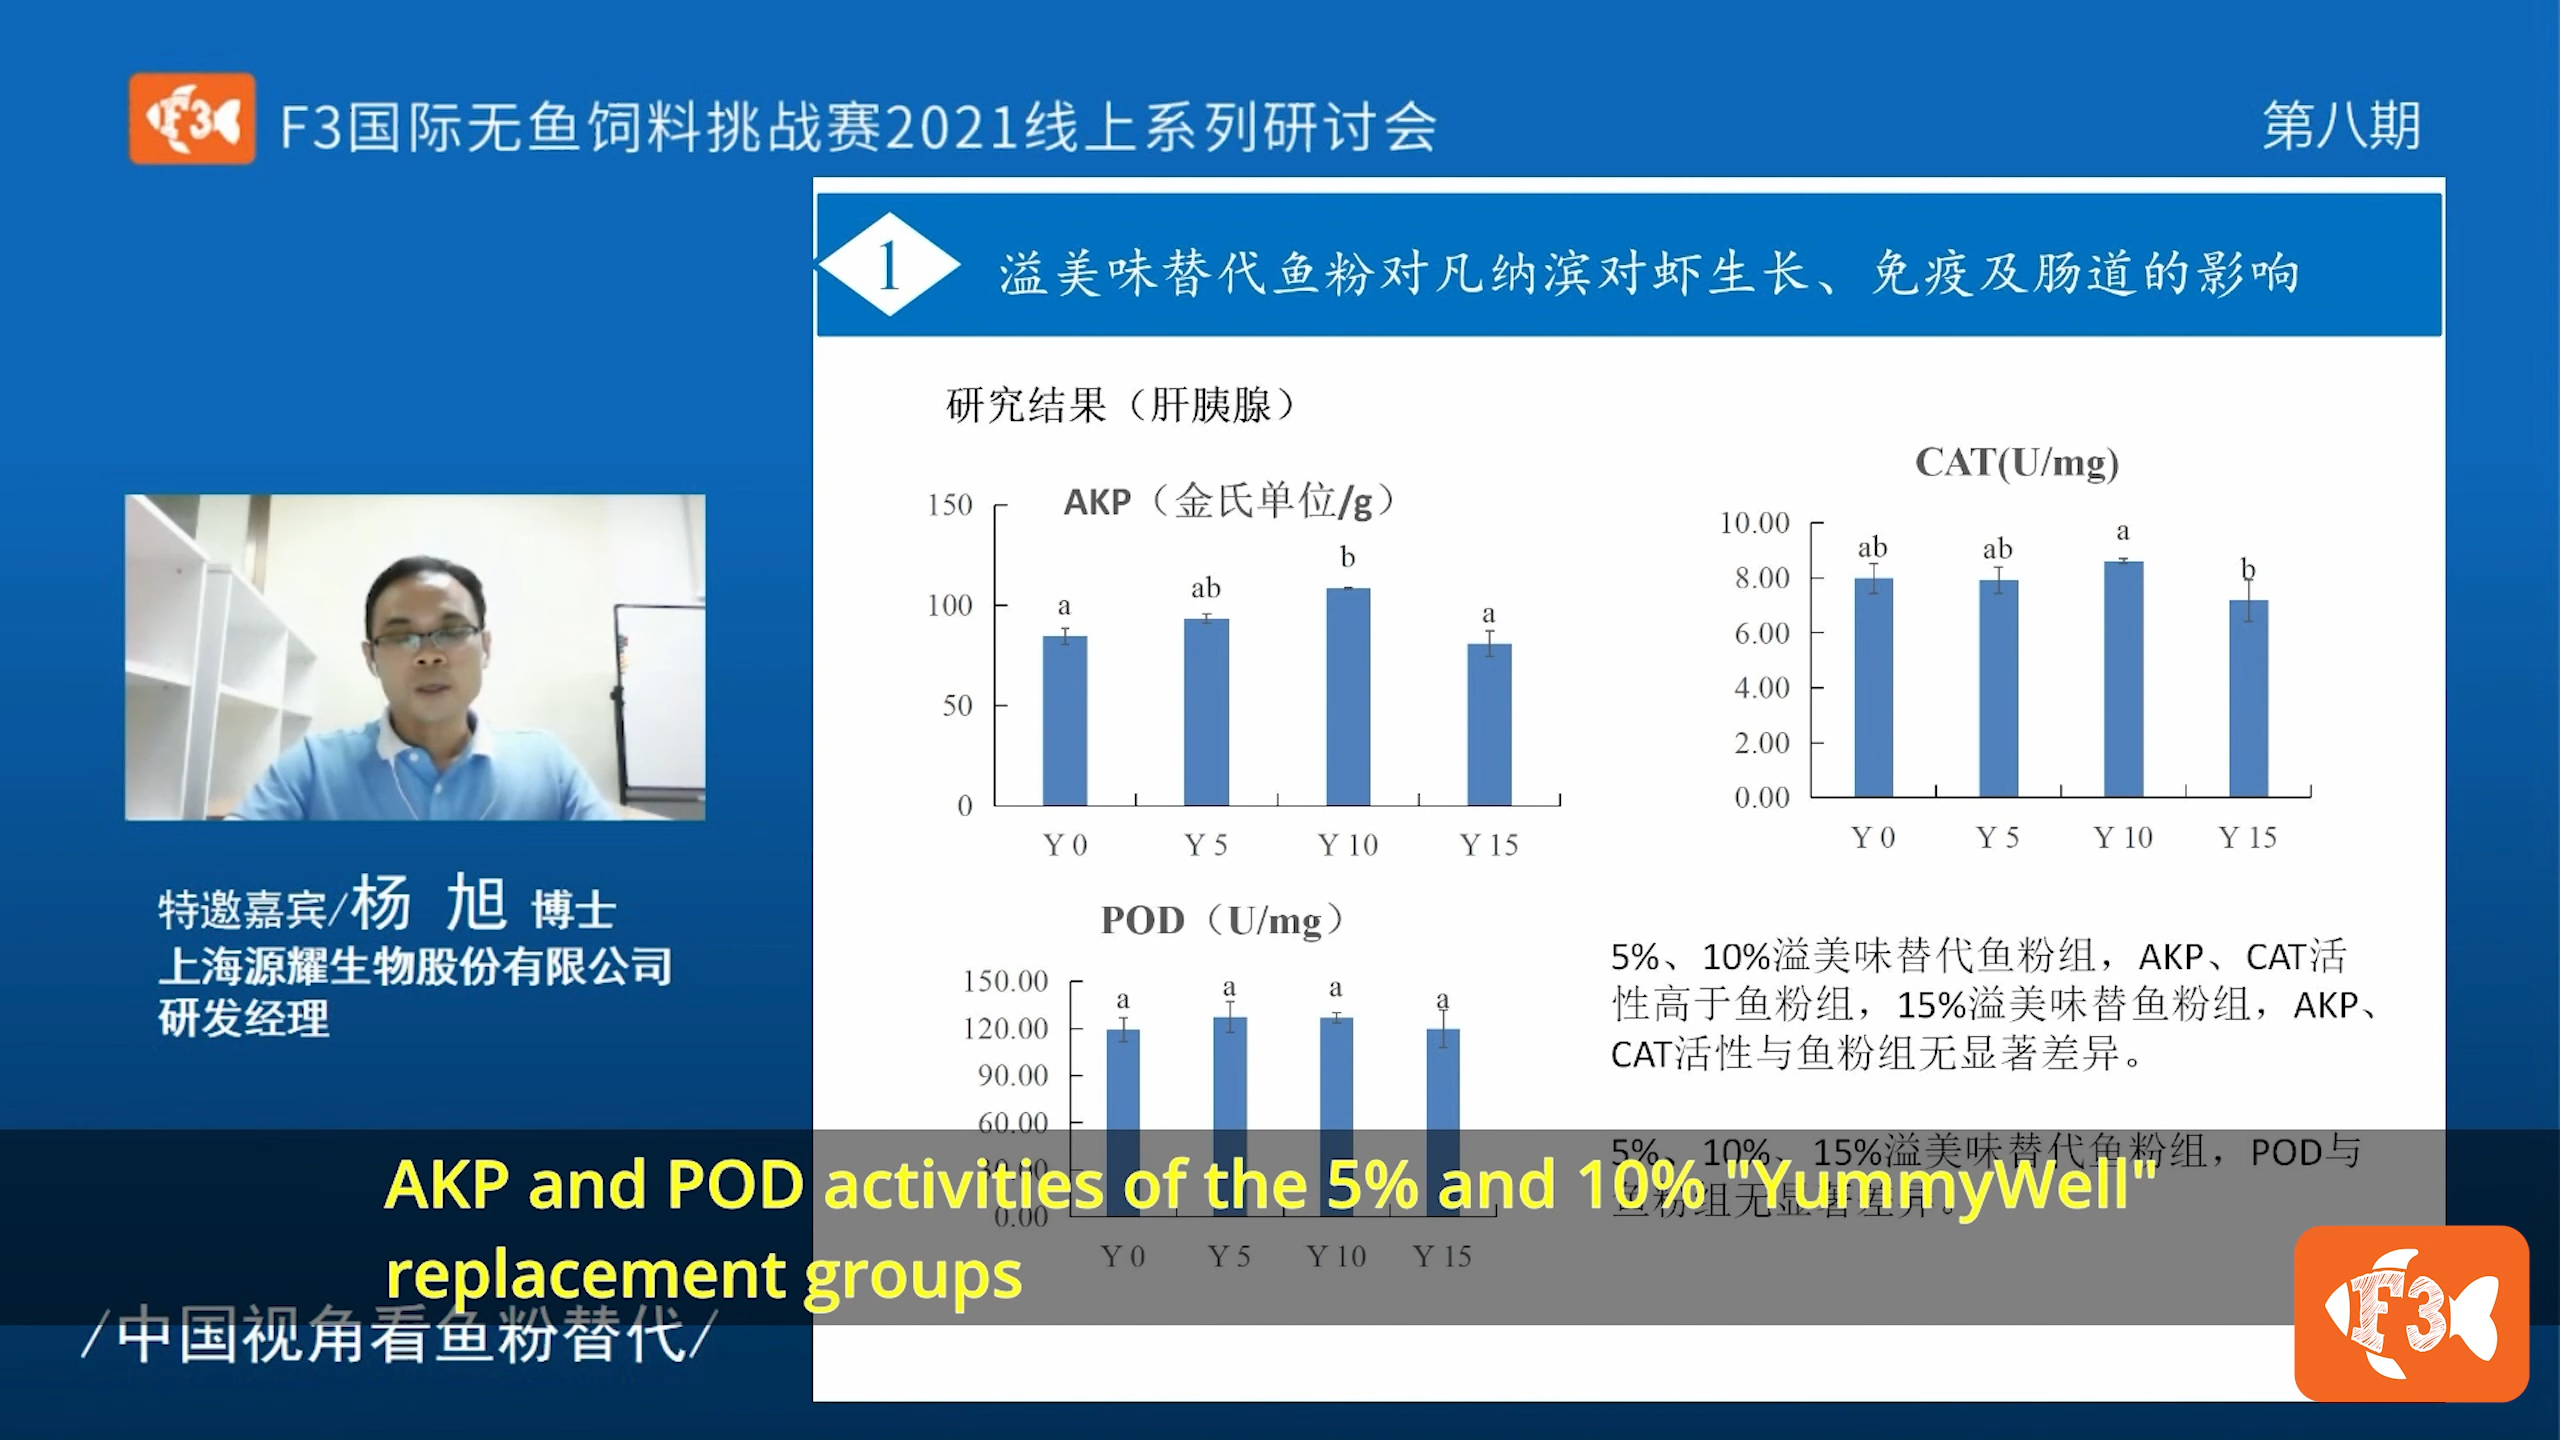 F3
F3国际无鱼饲料挑战赛2021线上系列研讨会
第八期
1
溢美味替代鱼粉对凡纳滨对虾生长、免疫及肠道的影响
研究结果（肝胰腺）
AKP（金氏单位/g）
150
100
50
0
a
ab
b
a
Y 0
Y 5
Y 10
Y 15
CAT(U/mg)
10.00
8.00
6.00
4.00
2.00
0.00
ab
ab
a
b
Y 0
Y 5
Y 10
Y 15
POD（U/mg）
150.00
120.00
90.00
60.00
30.00
0.00
a
a
a
a
Y 0
Y 5
Y 10
Y 15
5%、10%溢美味替代鱼粉组，AKP、CAT活
性高于鱼粉组，15%溢美味替鱼粉组，AKP、
CAT活性与鱼粉组无显著差异。
5%、10%、15%溢美味替代鱼粉组，POD与
鱼粉组无显著差异。
特邀嘉宾/杨 旭 博士
上海源耀生物股份有限公司
研发经理
AKP and POD activities of the 5% and 10% "YummyWell"
replacement groups
/中国视角看鱼粉替代/
F3